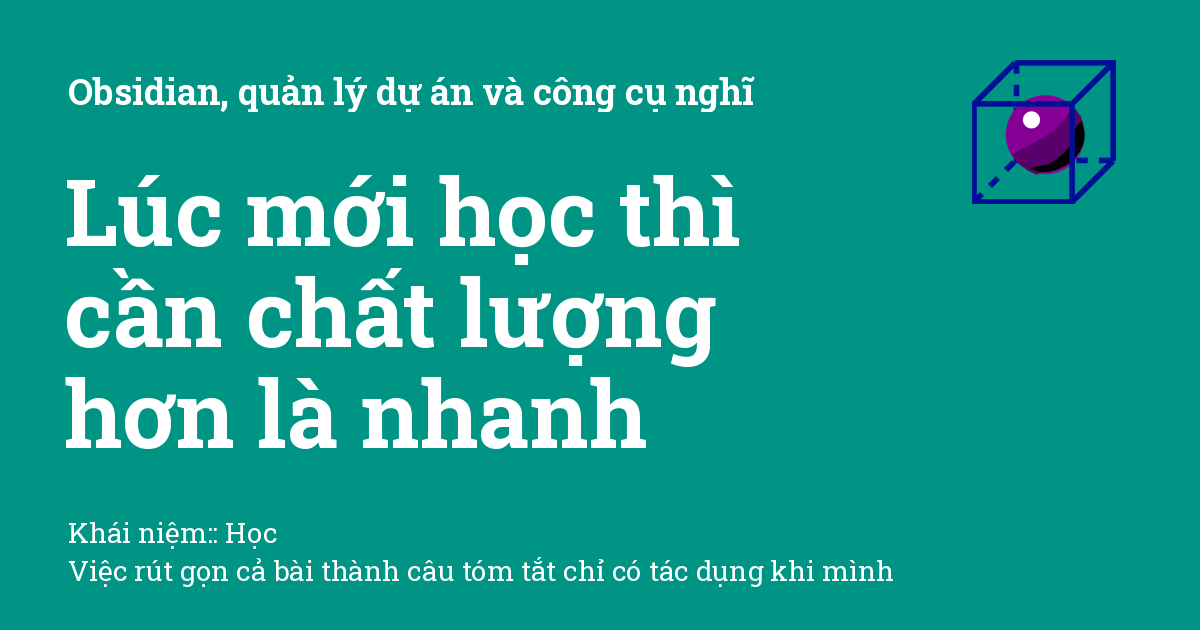 Obsidian, quản lý dự án và công cụ nghĩ
Lúc mới học thì
cần chất lượng
hơn là nhanh
Khái niệm:: Học
Việc rút gọn cả bài thành câu tóm tắt chỉ có tác dụng khi mình